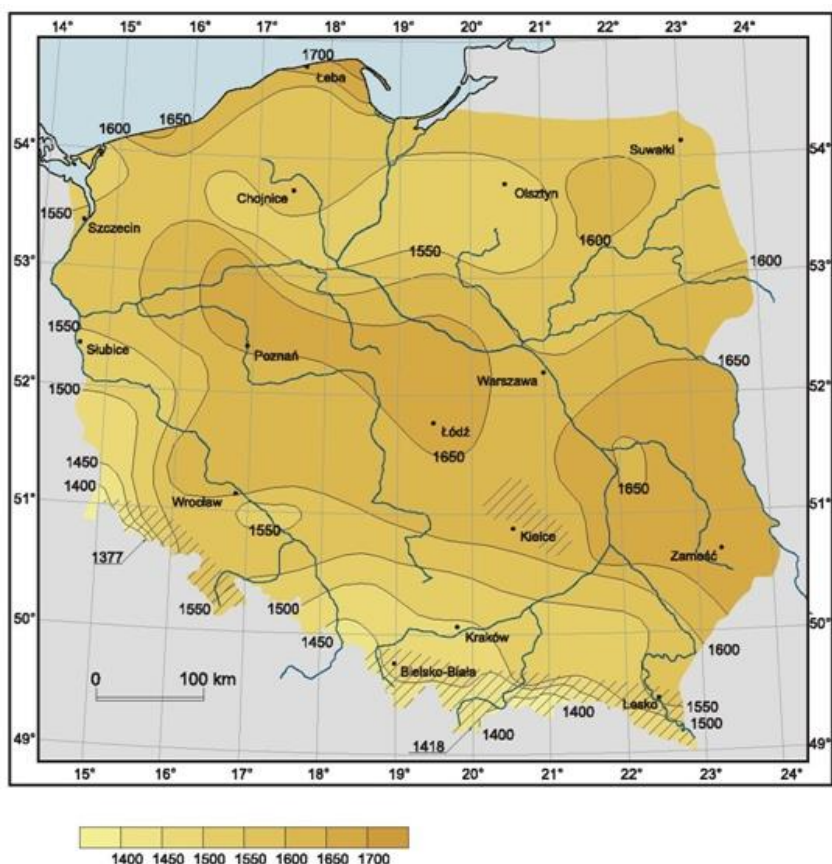 14° 15° 16° 17° 18° 19° 20° 21° 22° 23°
1700
Łeba
1600
1650
54°
54°
Suwałki
Chojnice
Olsztyn
1550
Szczecin
1600
1550
1600
53°
53°
1550
Słubice
Poznań
1650
Warszawa
52°
52°
1500
Łódź
1650
1450
1650
1400
51°
51°
Wrocław
1550
Kielce
Zamość
1377
1550
1500
50°
50°
1450
Kraków
1600
0 100 km
Bielsko-Biała
Lesko
1550
1400
1500
1400
1418
49°
49°
15° 16° 17° 18° 19° 20° 21° 22° 23° 24°
1400 1450 1500 1550 1600 1650 1700